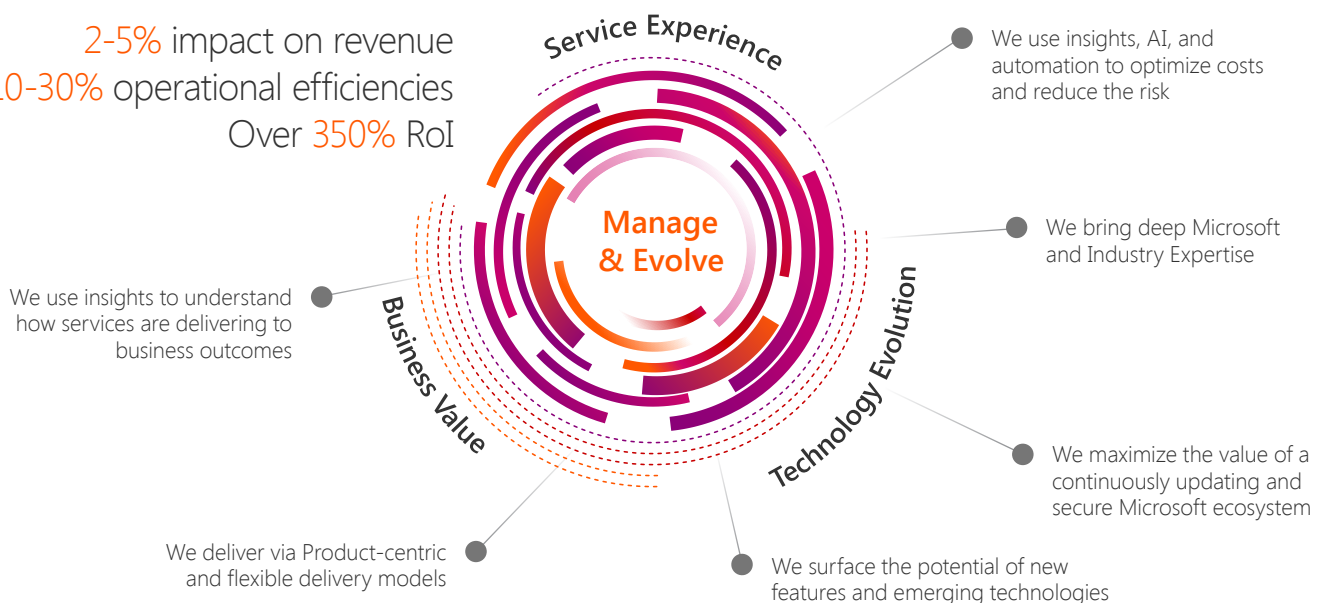 2-5% impact on revenue
10-30% operational efficiencies
Over 350% RoI
Service Experience
We use insights, AI, and
automation to optimize costs
and reduce the risk
Manage
& Evolve
We bring deep Microsoft
and Industry Expertise
We use insights to understand
how services are delivering to
business outcomes
Business Value
Technology Evolution
We maximize the value of a
continuously updating and
secure Microsoft ecosystem
We deliver via Product-centric
and flexible delivery models
We surface the potential of new
features and emerging technologies